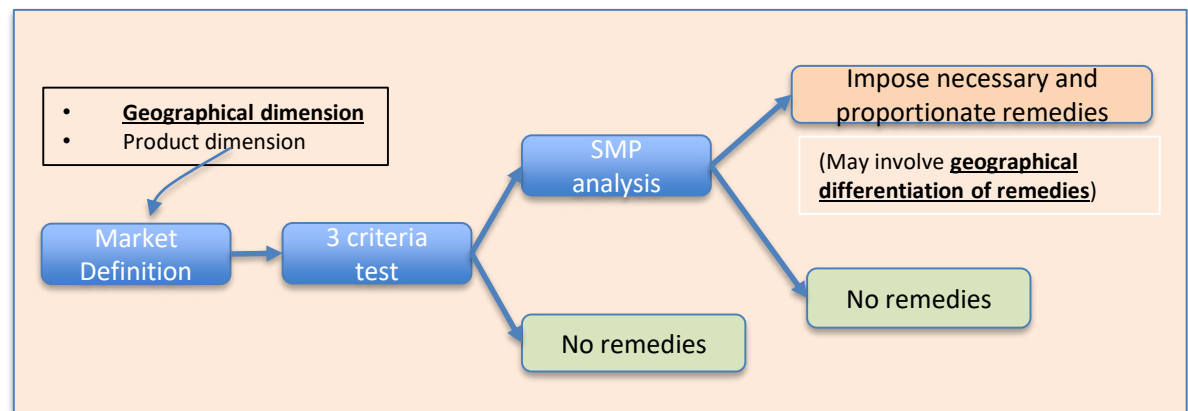 • Geographical dimension
• Product dimension
Market
Definition
3 criteria
test
SMP
analysis
No remedies
Impose necessary and
proportionate remedies
(May involve geographical
differentiation of remedies)
No remedies